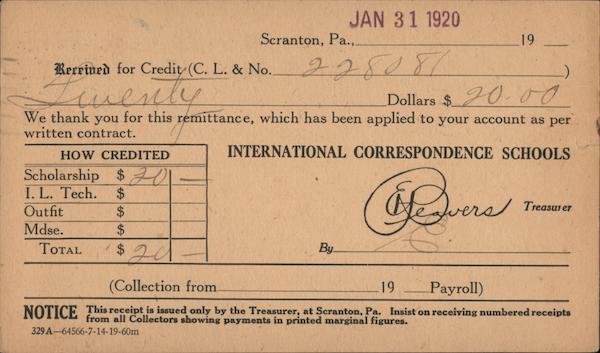 JAN 31 1920
Scranton, Pa., 19
Received for Credit (C. L. & No. 228081 )
Twenty Dollars $ 20.00
We thank you for this remittance, which has been applied to your account as per
written contract.
HOW CREDITED
Scholarship $ 20 —
I. L. Tech. $
Outfit $
Mdse. $
TOTAL $ 20 —
INTERNATIONAL CORRESPONDENCE SCHOOLS
Treasurer
By
(Collection from 19 Payroll)
NOTICE This receipt is issued only by the Treasurer, at Scranton, Pa. Insist on receiving numbered receipts
from all Collectors showing payments in printed marginal figures.
329A—64566-7-14-19-60m